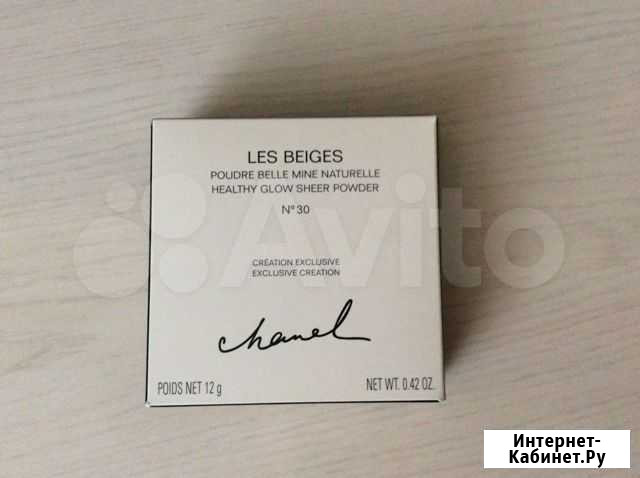 LES BEIGES
POUDRE BELLE MINE NATURELLE
HEALTHY GLOW SHEER POWDER
N°30
Avito
CRÉATION EXCLUSIVE
EXCLUSIVE CREATION
chanel
POIDS NET 12 g
NET WT. 0.42 OZ.
Интернет-
Кабинет.Ру